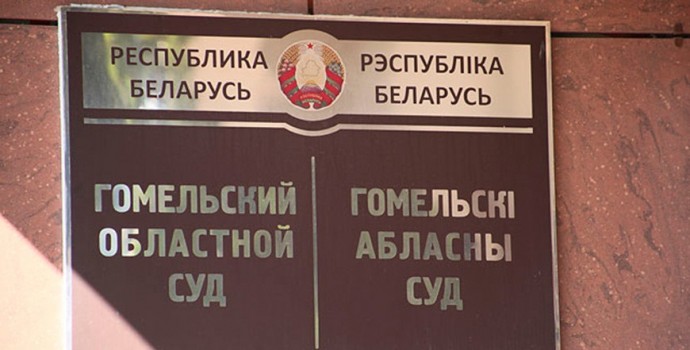 РЕСПУБЛИКА
БЕЛАРУСЬ
РЭСПУБЛІКА
БЕЛАРУСЬ
ГОМЕЛЬСКИЙ
ОБЛАСТНОЙ
СУД
ГОМЕЛЬСКІ
АБЛАСНЫ
СУД